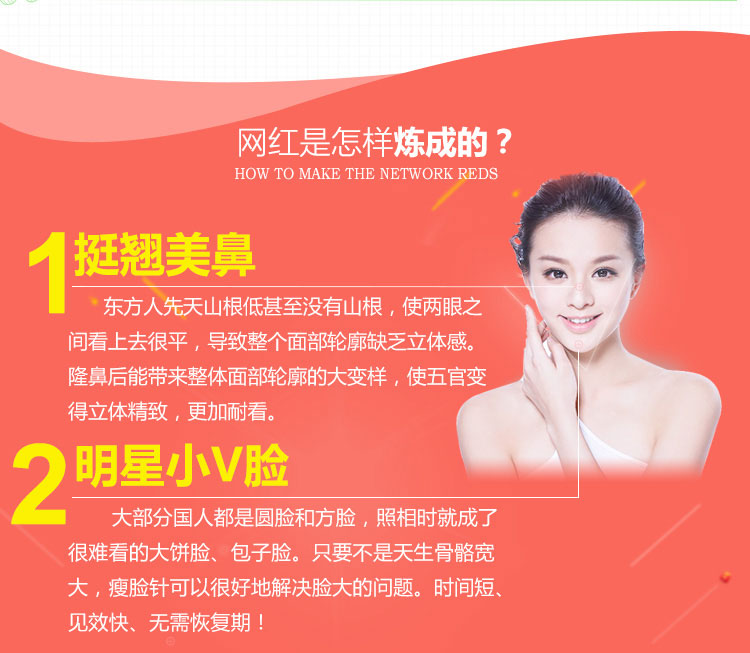 网红是怎样炼成的？
HOW TO MAKE THE NETWORK REDS
1 挺翘美鼻
东方人先天山根低甚至没有山根，使两眼之
间看上去很平，导致整个面部轮廓缺乏立体感。
隆鼻后能带来整体面部轮廓的大变样，使五官变
得立体精致，更加耐看。
2 明星小V脸
大部分国人都是圆脸和方脸，照相时就成了
很难看的大饼脸、包子脸。只要不是天生骨骼宽
大，瘦脸针可以很好地解决脸大的问题。时间短、
见效快、无需恢复期！